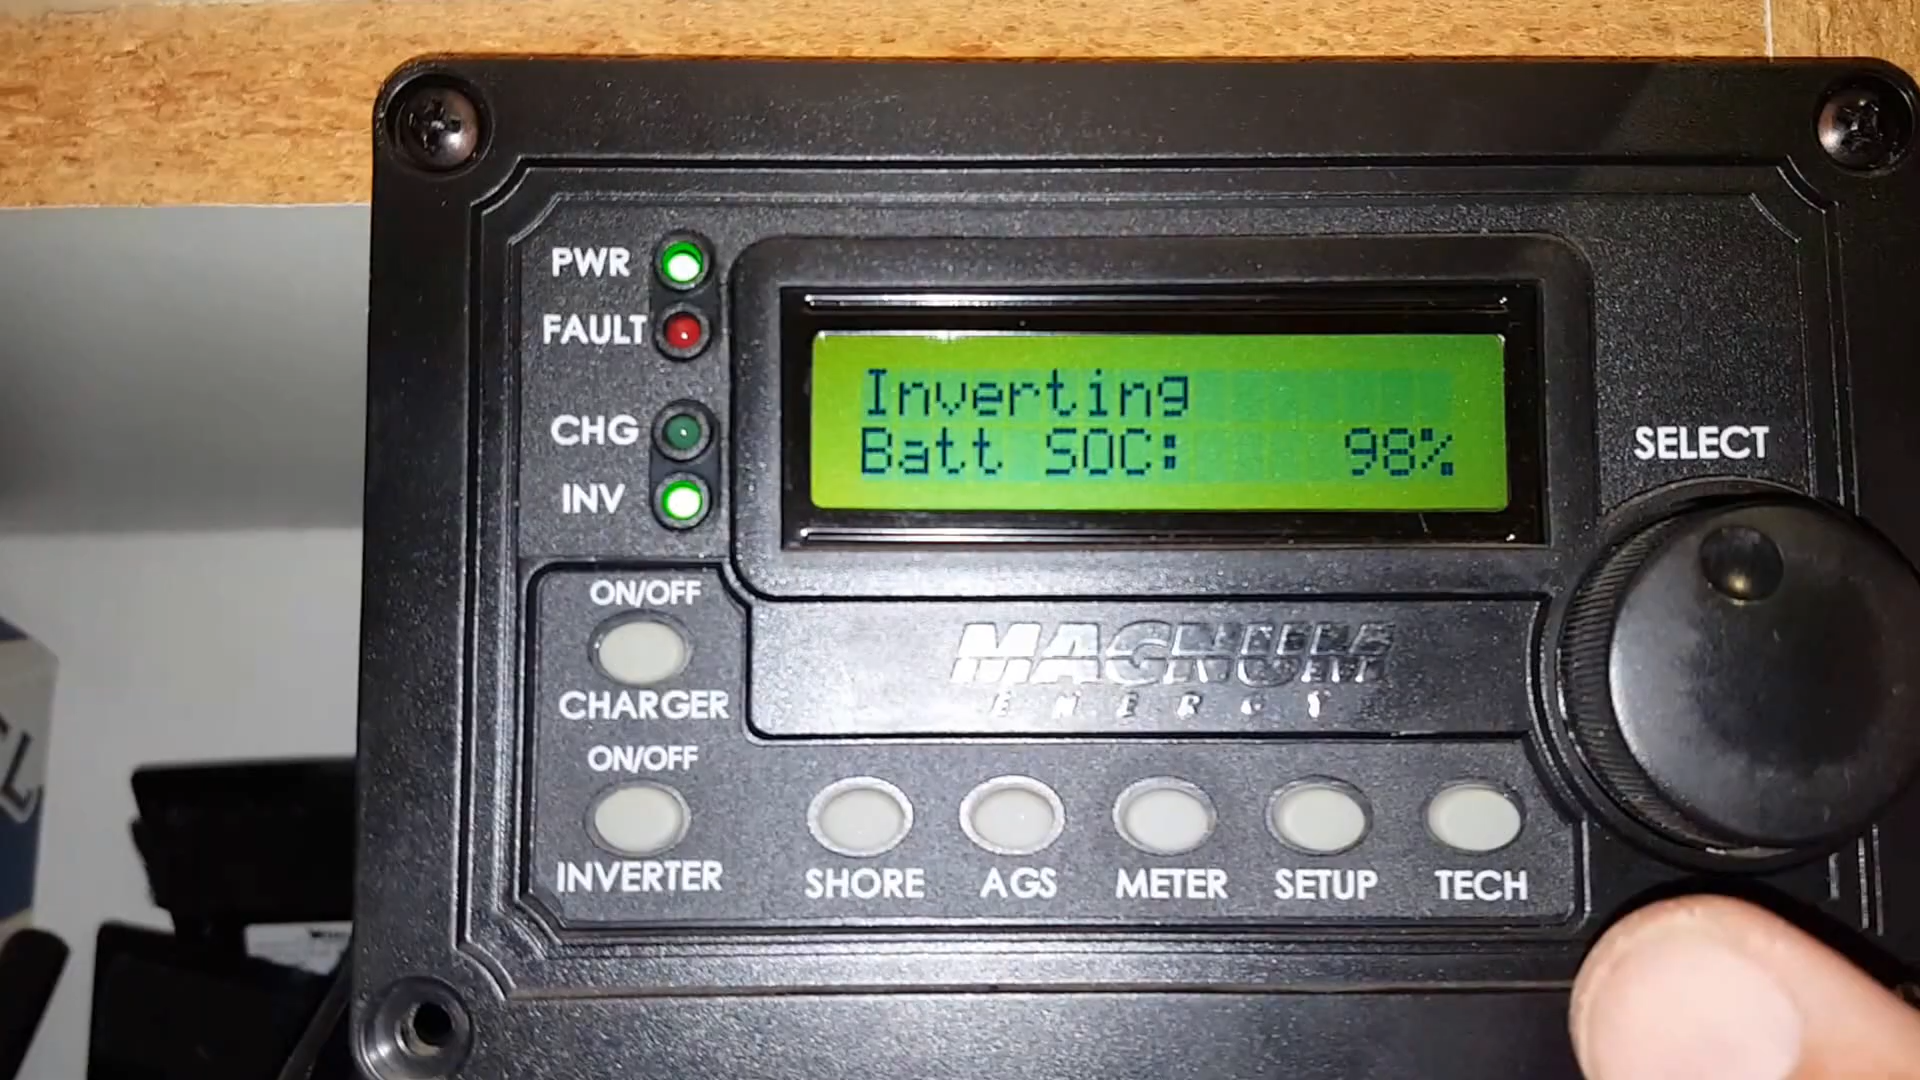 PWR
FAULT
CHG
INV
Inverting
Batt SOC: 98%
SELECT
ON/OFF
CHARGER
ON/OFF
INVERTER
MAGNUM
ENERGY
SHORE
AGS
METER
SETUP
TECH